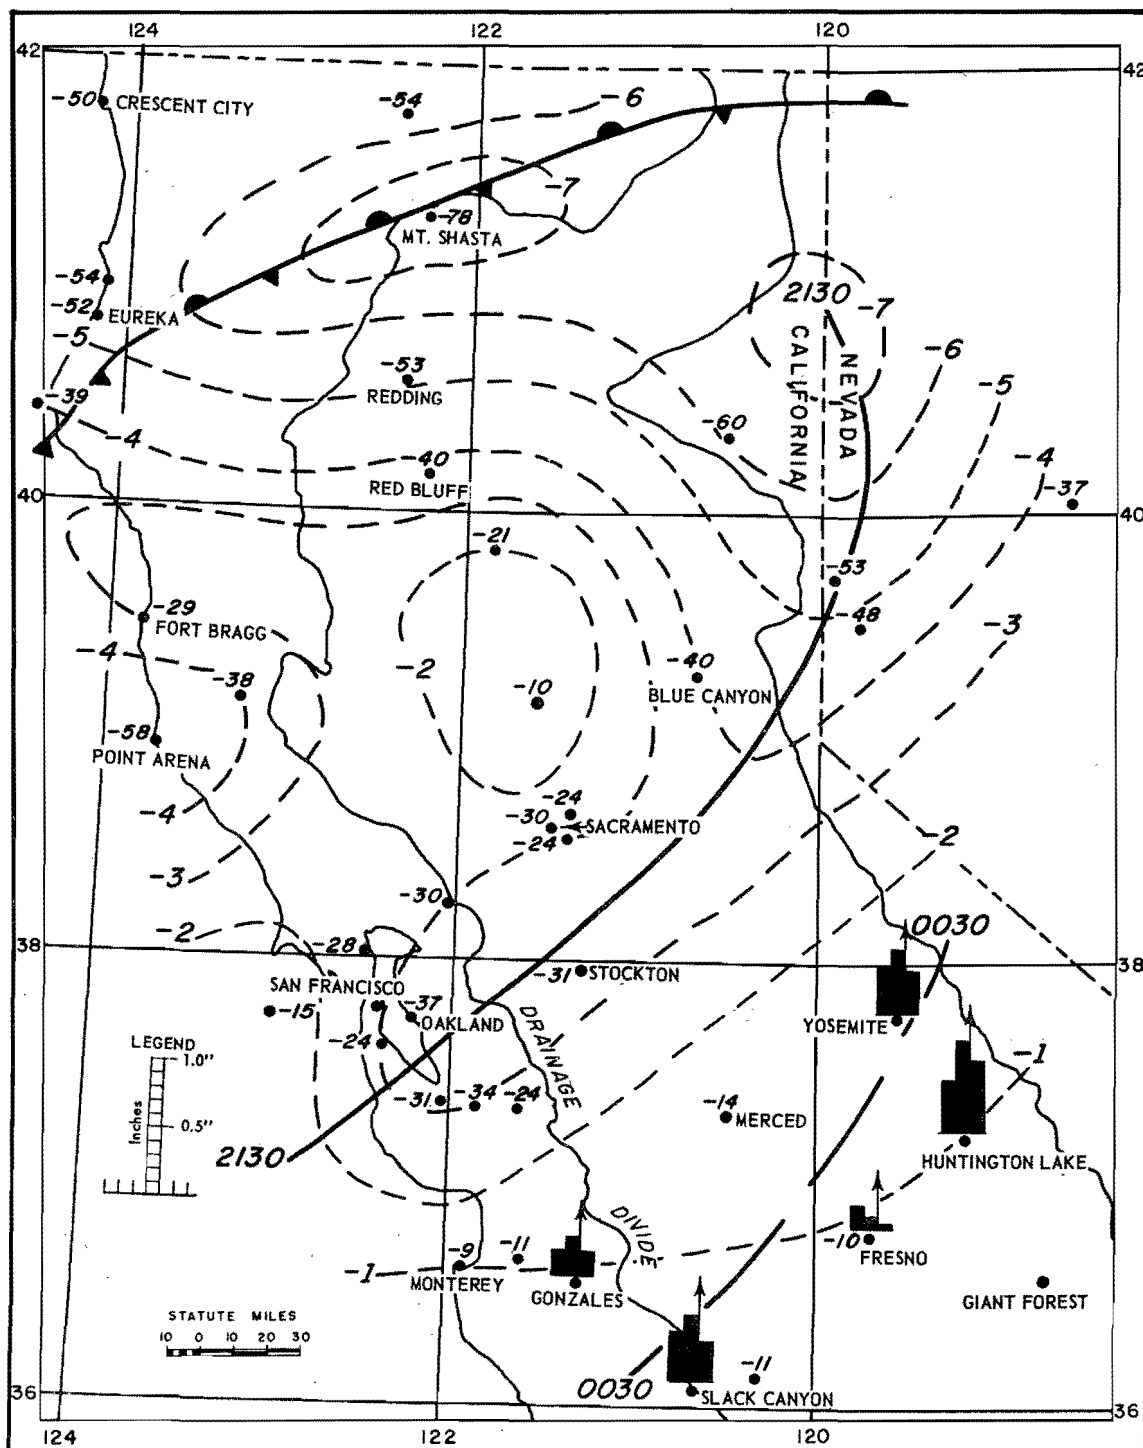 124 122 120
42 42
-50 CRESCENT CITY
-54
-6
-7
-78
MT. SHASTA
-54
-52
EUREKA
2130
-7
-5
-6
CALIFORNIA
NEVADA
-53
REDDING
-5
-39
-4
-60
-40
RED BLUFF
-4
-37
40 40
-21
-53
-48
-29
FORT BRAGG
-3
-4
-38
-2
-40
BLUE CANYON
-10
-58
POINT ARENA
-24
-30
SACRAMENTO
-24
-4
-2
-3
-30
0030
-2
38 38
-28
-31 STOCKTON
SAN FRANCISCO
-15
-37
OAKLAND
YOSEMITE
DRAINAGE
-24
LEGEND
1.0"
0.5"
Inches
-1
-31
-34
-24
-14
MERCED
2130
HUNTINGTON LAKE
DIVIDE
-9
-11
-10
FRESNO
-1
MONTEREY
GONZALES
GIANT FOREST
STATUTE MILES
10 0 10 20 30
-11
0030
SLACK CANYON
36 36
124 122 120